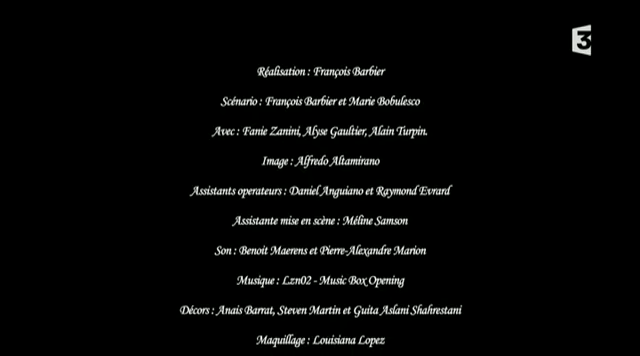 3
Réalisation : François Barbier
Scénario : François Barbier et Marie Bobulesco
Avec : Fanie Zanini, Alyse Gaultier, Alain Turpin.
Image : Alfredo Altamirano
Assistants operateurs : Daniel Anguiano et Raymond Evrard
Assistante mise en scène : Méline Samson
Son : Benoit Maerens et Pierre-Alexandre Marion
Musique : Lzn02 - Music Box Opening
Décors : Anais Barrat, Steven Martin et Guita Aslani Shahrestani
Maquillage : Louisiana Lopez